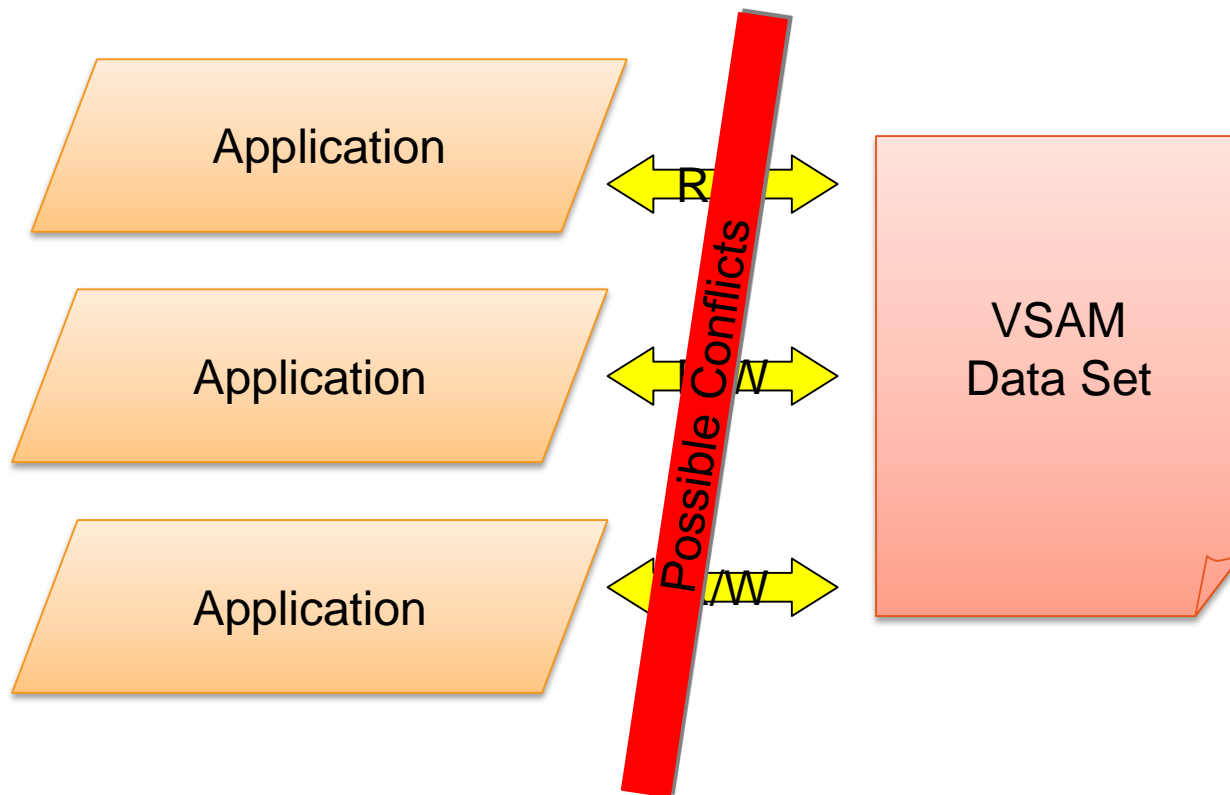 Application
R
Application
W
Application
/W
Possible Conflicts
VSAM
Data Set